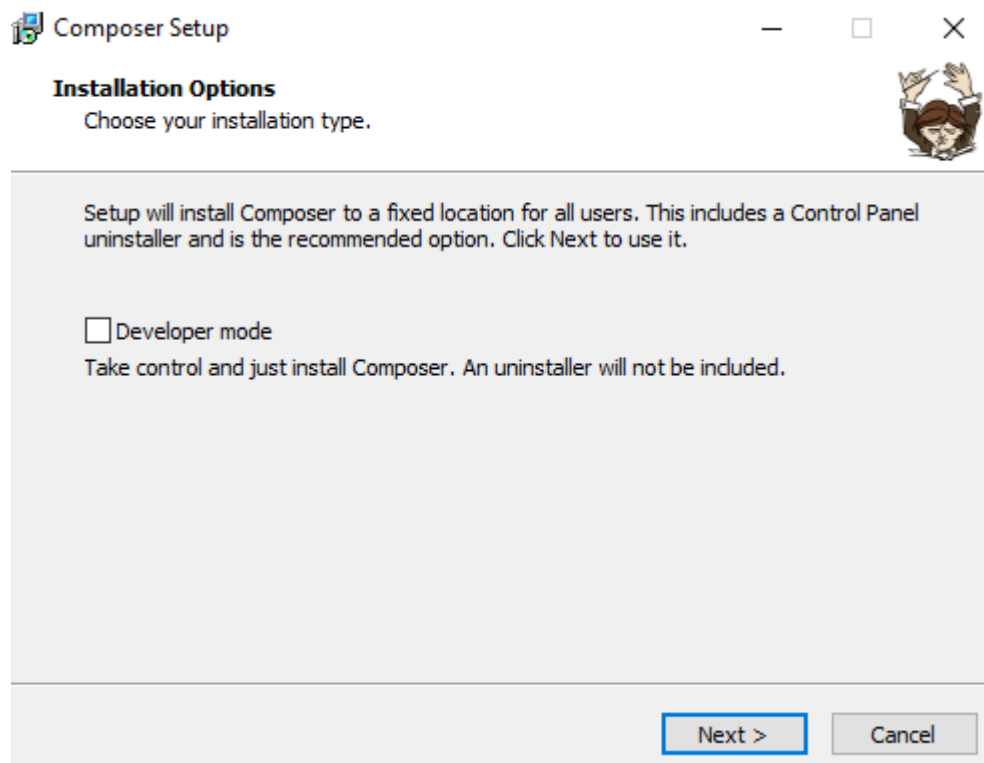 Composer Setup
Installation Options
Choose your installation type.
Setup will install Composer to a fixed location for all users. This includes a Control Panel
uninstaller and is the recommended option. Click Next to use it.
Developer mode
Take control and just install Composer. An uninstaller will not be included.
Next >
Cancel